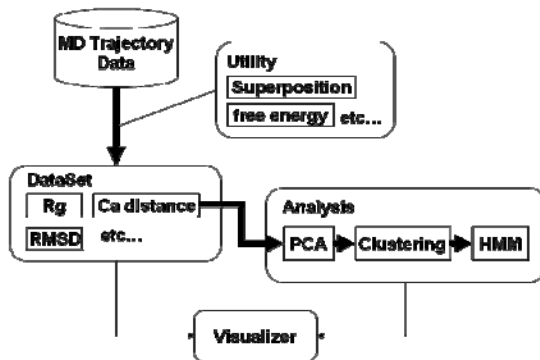 MD Trajectory
Data
Utility
Superposition
free energy etc...
DataSet
Rg Ca distance
RMSD etc...
Analysis
PCA Clustering HMM
Visualizer